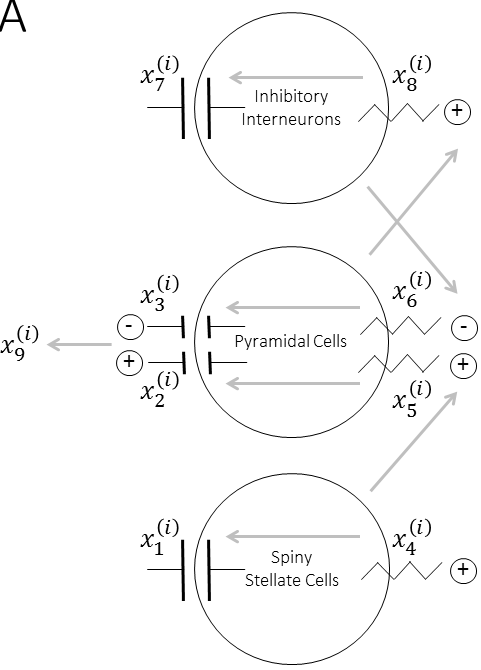 A
x₇⁽ⁱ⁾ x₈⁽ⁱ⁾
Inhibitory
Interneurons
+
x₃⁽ⁱ⁾ x₆⁽ⁱ⁾
- -
x₉⁽ⁱ⁾ Pyramidal Cells
+ +
x₂⁽ⁱ⁾ x₅⁽ⁱ⁾
x₁⁽ⁱ⁾ x₄⁽ⁱ⁾
Spiny
Stellate Cells
+